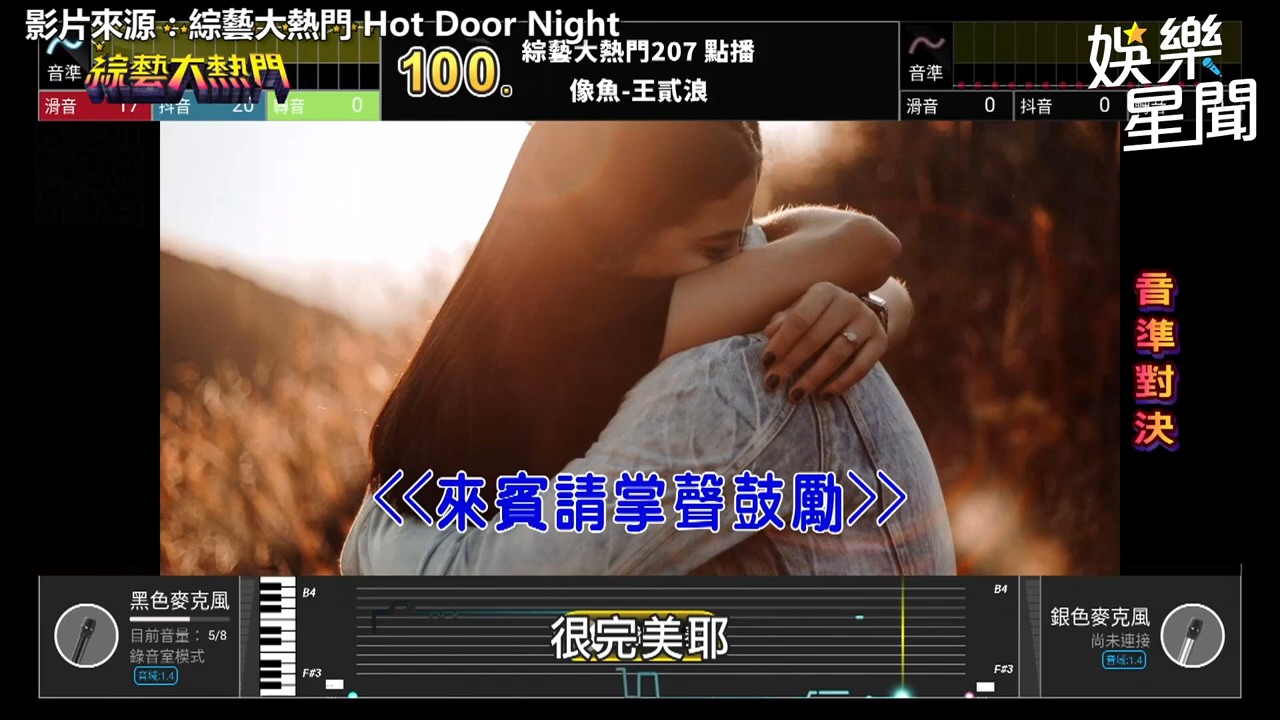 影片來源：綜藝大熱門 Hot Door Night
娛樂星聞
綜藝大熱門
音準
滑音 17 抖音 20 轉音 0
100.
綜藝大熱門207 點播
像魚-王貳浪
音準
滑音 0 抖音 0
音準對決
<<來賓請掌聲鼓勵>>
黑色麥克風
目前音量： 5/8
錄音室模式
音域:1.4
B4
F#3
很完美耶
B4
F#3
銀色麥克風
尚未連接
音域:1.4